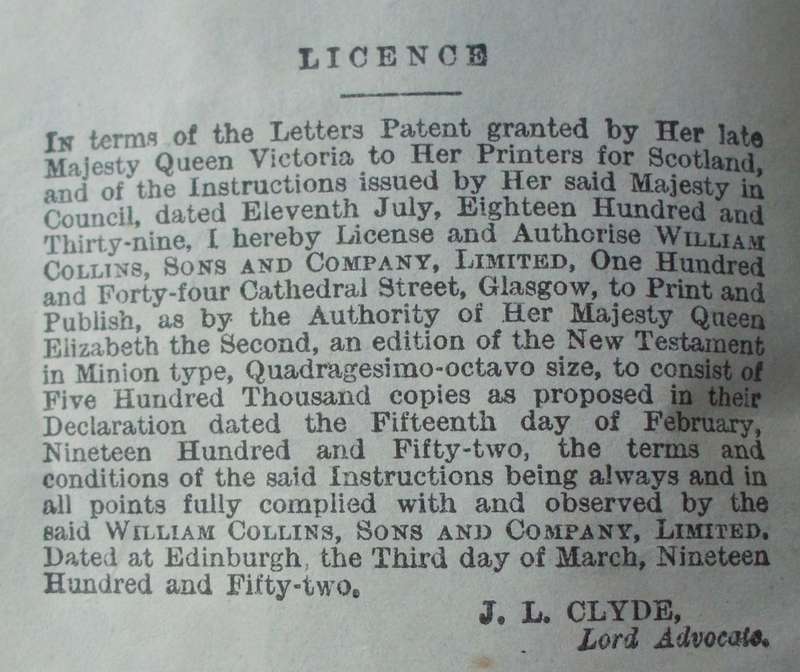 LICENCE
IN terms of the Letters Patent granted by Her late
Majesty Queen Victoria to Her Printers for Scotland,
and of the Instructions issued by Her said Majesty in
Council, dated Eleventh July, Eighteen Hundred and
Thirty-nine, I hereby License and Authorise WILLIAM
COLLINS, SONS AND COMPANY, LIMITED, One Hundred
and Forty-four Cathedral Street, Glasgow, to Print and
Publish, as by the Authority of Her Majesty Queen
Elizabeth the Second, an edition of the New Testament
in Minion type, Quadragesimo-octavo size, to consist of
Five Hundred Thousand copies as proposed in their
Declaration dated the Fifteenth day of February,
Nineteen Hundred and Fifty-two, the terms and
conditions of the said Instructions being always and in
all points fully complied with and observed by the
said WILLIAM COLLINS, SONS AND COMPANY, LIMITED.
Dated at Edinburgh, the Third day of March, Nineteen
Hundred and Fifty-two.
J. L. CLYDE,
Lord Advocate.